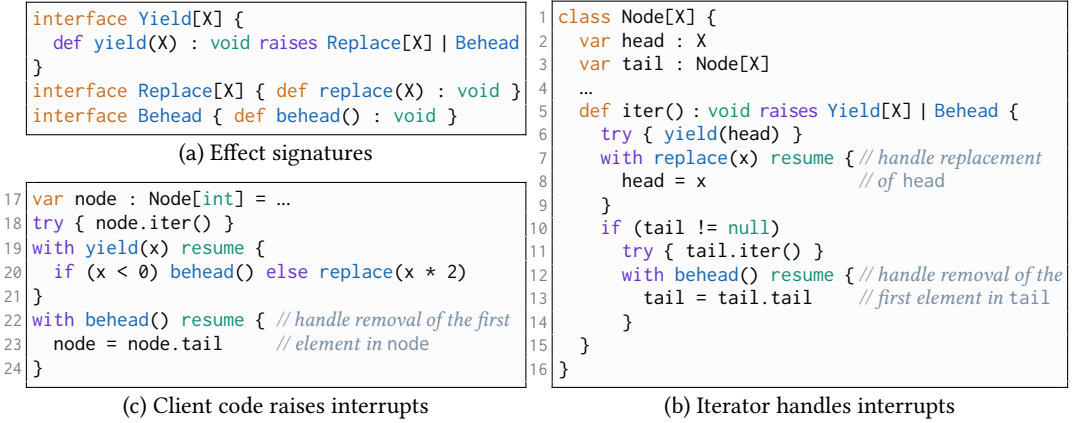 interface Yield[X] {
def yield(X) : void raises Replace[X] | Behead
}
interface Replace[X] { def replace(X) : void }
interface Behead { def behead() : void }
(a) Effect signatures
17 var node : Node[int] = …
18 try { node.iter() }
19 with yield(x) resume {
20 if (x < 0) behead() else replace(x * 2)
21 }
22 with behead() resume { // handle removal of the first
23 node = node.tail // element in node
24 }
(c) Client code raises interrupts
1 class Node[X] {
2 var head : X
3 var tail : Node[X]
4 …
5 def iter() : void raises Yield[X] | Behead {
6 try { yield(head) }
7 with replace(x) resume { // handle replacement
8 head = x // of head
9 }
10 if (tail != null)
11 try { tail.iter() }
12 with behead() resume { // handle removal of the
13 tail = tail.tail // first element in tail
14 }
15 }
16 }
(b) Iterator handles interrupts